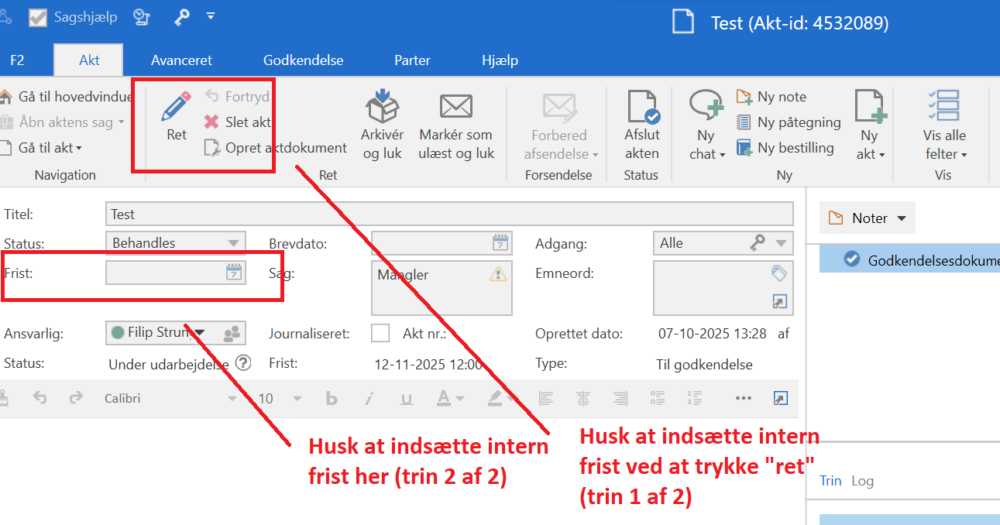 Sagshjælp
Test (Akt-id: 4532089)
F2 Akt Avanceret Godkendelse Parter Hjælp
Gå til hovedvindue
Åbn aktens sag
Gå til akt
Navigation
Ret
Fortryd
Slet akt
Opret aktdokument
Arkivér
og luk
Markér som
ulæst og luk
Ret
Forbered
afsendelse
Forsendelse
Afslut
akten
Status
Ny
chat
Ny note
Ny påtegning
Ny bestilling
Ny
akt
Ny
Vis alle
felter
Vis
Titel: Test
Status: Behandles Brevdato: 7 Adgang: Alle
Frist: 7 Sag: Mangler Emneord:
Ansvarlig: Filip Strun Journaliseret: Akt nr.: Oprettet dato: 07-10-2025 13:28 af
Status: Under udarbejdelse ? Frist: 12-11-2025 12:00 Type: Til godkendelse
Calibri 10 b i u A
Noter
Godkendelsesdokume
Husk at indsætte intern
frist her (trin 2 af 2)
Husk at indsætte intern
frist ved at trykke "ret"
(trin 1 af 2)
Trin Log